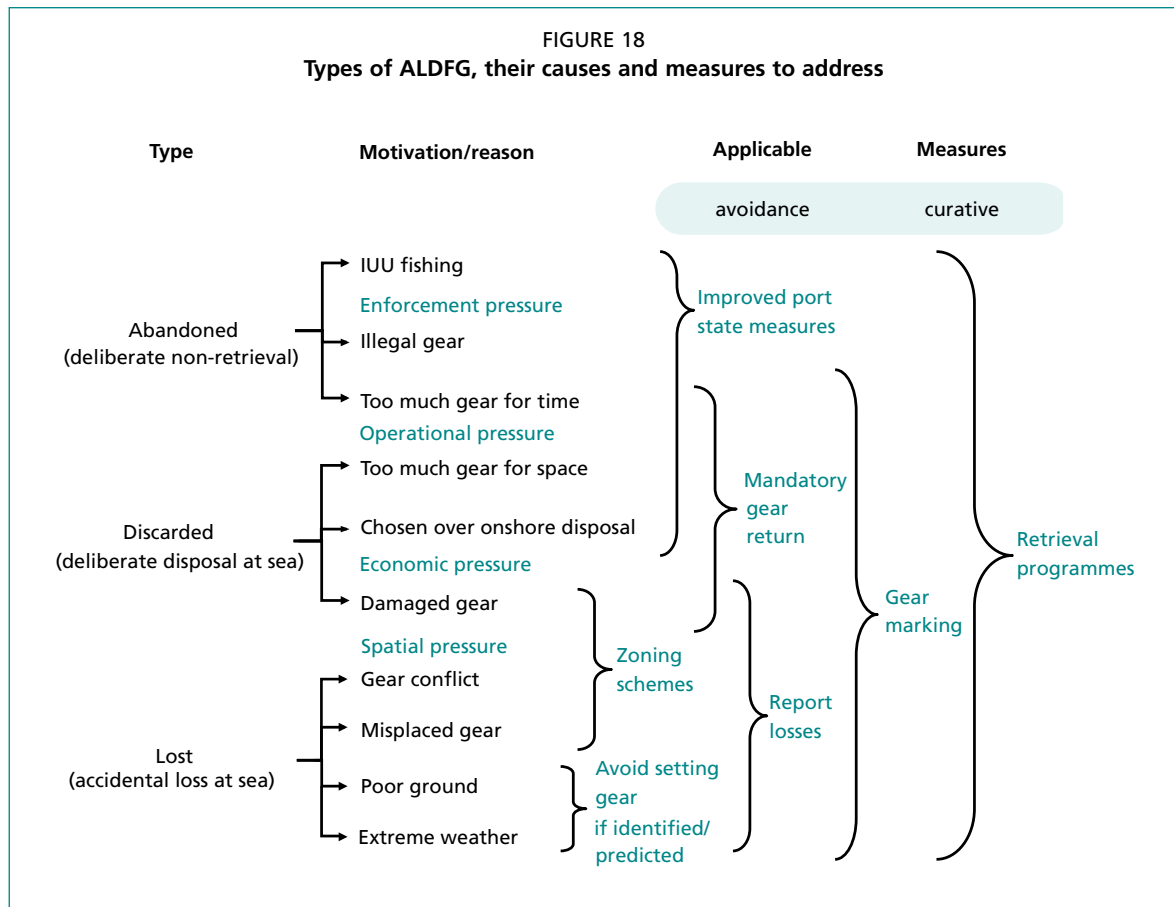 FIGURE 18
Types of ALDFG, their causes and measures to address
Type
Motivation/reason
Applicable
Measures
avoidance
curative
Abandoned
(deliberate non-retrieval)
IUU fishing
Enforcement pressure
Illegal gear
Too much gear for time
Operational pressure
Discarded
(deliberate disposal at sea)
Too much gear for space
Chosen over onshore disposal
Economic pressure
Damaged gear
Spatial pressure
Lost
(accidental loss at sea)
Gear conflict
Misplaced gear
Poor ground
Extreme weather
Zoning
schemes
Avoid setting
gear
if identified/
predicted
Improved port
state measures
Mandatory
gear
return
Report
losses
Gear
marking
Retrieval
programmes